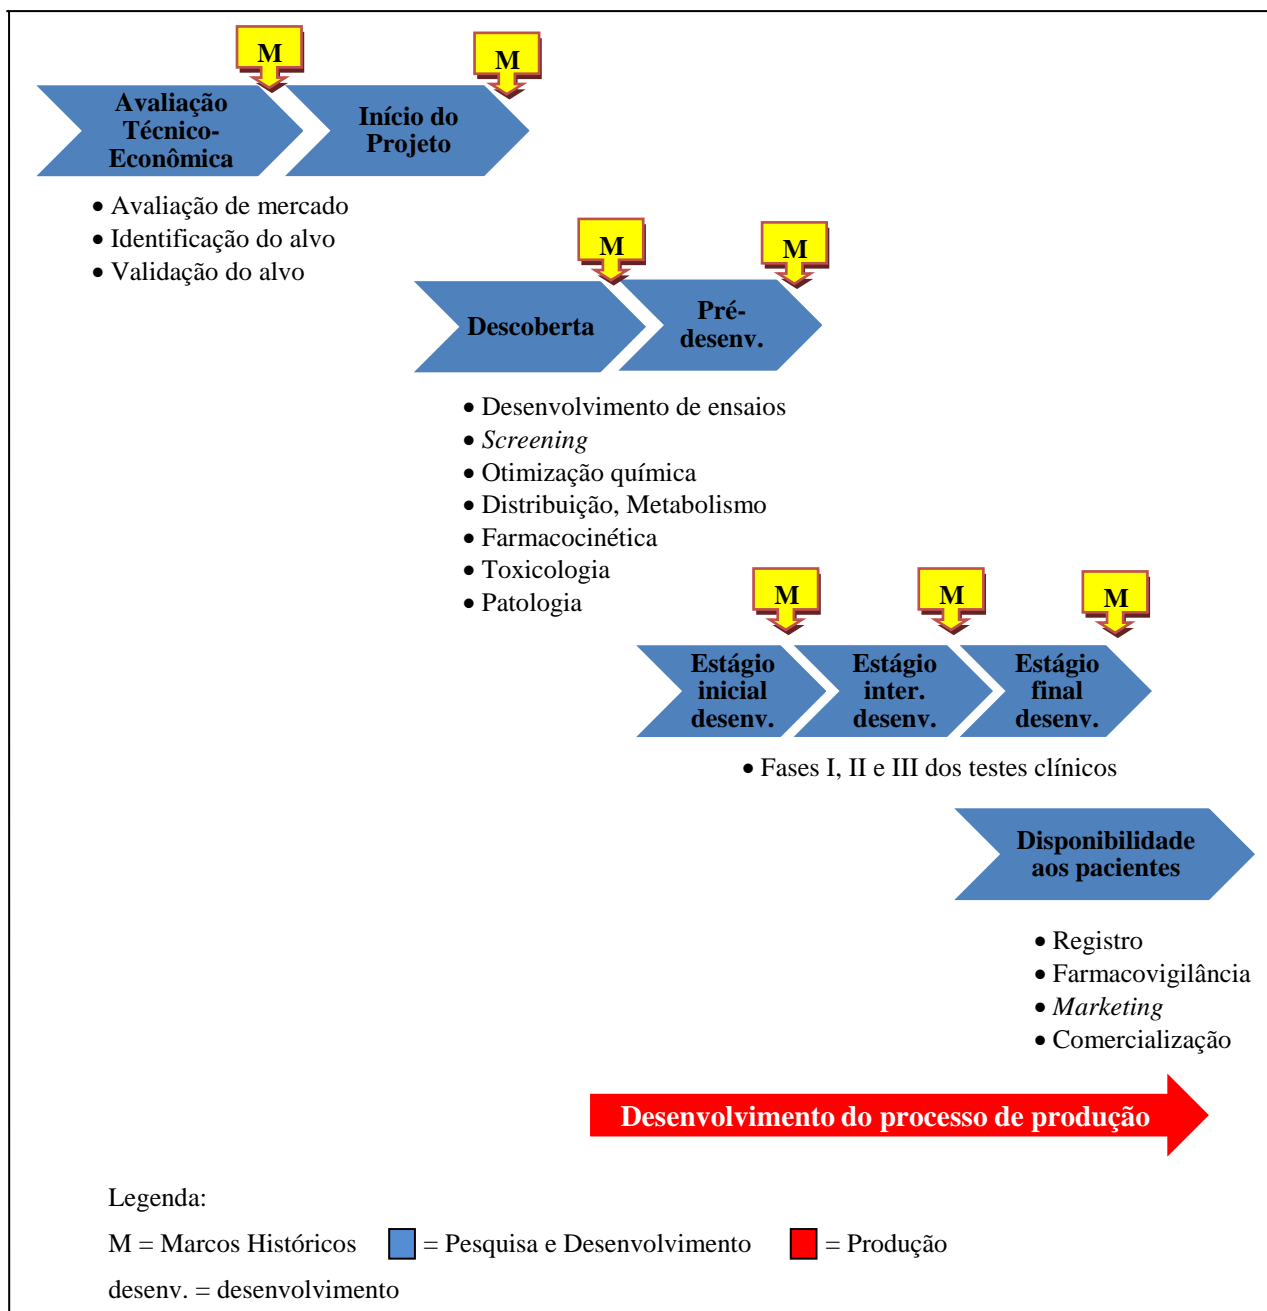 M
M
Avaliação
Técnico-
Econômica
Início do
Projeto
• Avaliação de mercado
• Identificação do alvo
• Validação do alvo
M
M
Descoberta
Pré-
desenv.
• Desenvolvimento de ensaios
• Screening
• Otimização química
• Distribuição, Metabolismo
• Farmacocinética
• Toxicologia
• Patologia
M
M
M
Estágio
inicial
desenv.
Estágio
inter.
desenv.
Estágio
final
desenv.
• Fases I, II e III dos testes clínicos
Disponibilidade
aos pacientes
• Registro
• Farmacovigilância
• Marketing
• Comercialização
Desenvolvimento do processo de produção
Legenda:
M = Marcos Históricos = Pesquisa e Desenvolvimento = Produção
desenv. = desenvolvimento